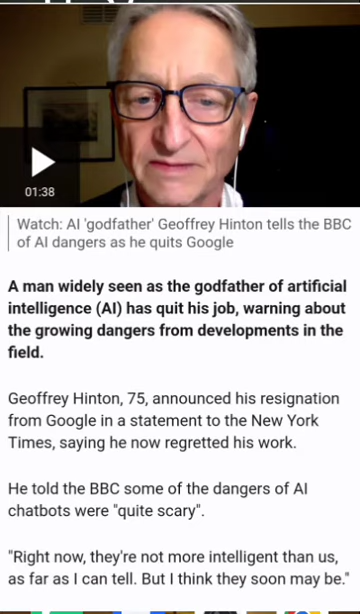 01:38
Watch: AI 'godfather' Geoffrey Hinton tells the BBC
of AI dangers as he quits Google
A man widely seen as the godfather of artificial
intelligence (AI) has quit his job, warning about
the growing dangers from developments in the
field.
Geoffrey Hinton, 75, announced his resignation
from Google in a statement to the New York
Times, saying he now regretted his work.
He told the BBC some of the dangers of AI
chatbots were "quite scary".
"Right now, they're not more intelligent than us,
as far as I can tell. But I think they soon may be."